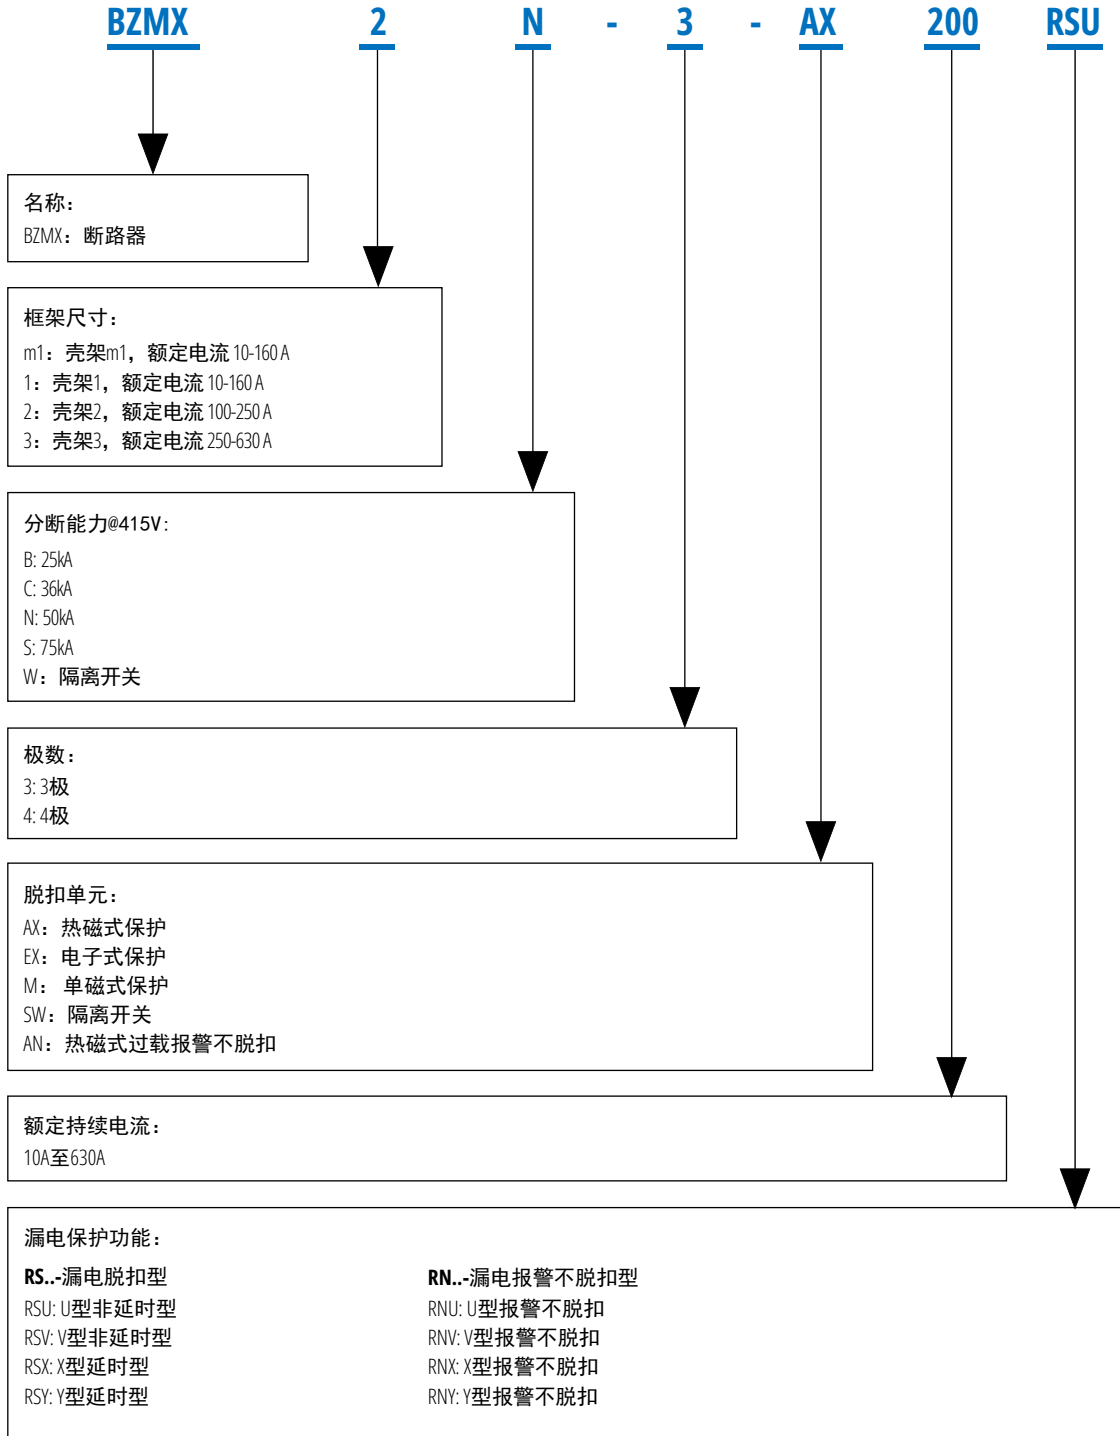 BZMX 2 N - 3 - AX 200 RSU
名称：
BZMX：断路器
框架尺寸：
m1：壳架m1，额定电流 10-160 A
1：壳架1，额定电流 10-160 A
2：壳架2，额定电流 100-250 A
3：壳架3，额定电流 250-630 A
分断能力@415V:
B: 25kA
C: 36kA
N: 50kA
S: 75kA
W：隔离开关
极数：
3: 3极
4: 4极
脱扣单元：
AX：热磁式保护
EX：电子式保护
M：单磁式保护
SW：隔离开关
AN：热磁式过载报警不脱扣
额定持续电流：
10A至630A
漏电保护功能：
RS..-漏电脱扣型
RSU: U型非延时型
RSV: V型非延时型
RSX: X型延时型
RSY: Y型延时型
RN..-漏电报警不脱扣型
RNU: U型报警不脱扣
RNV: V型报警不脱扣
RNX: X型报警不脱扣
RNY: Y型报警不脱扣